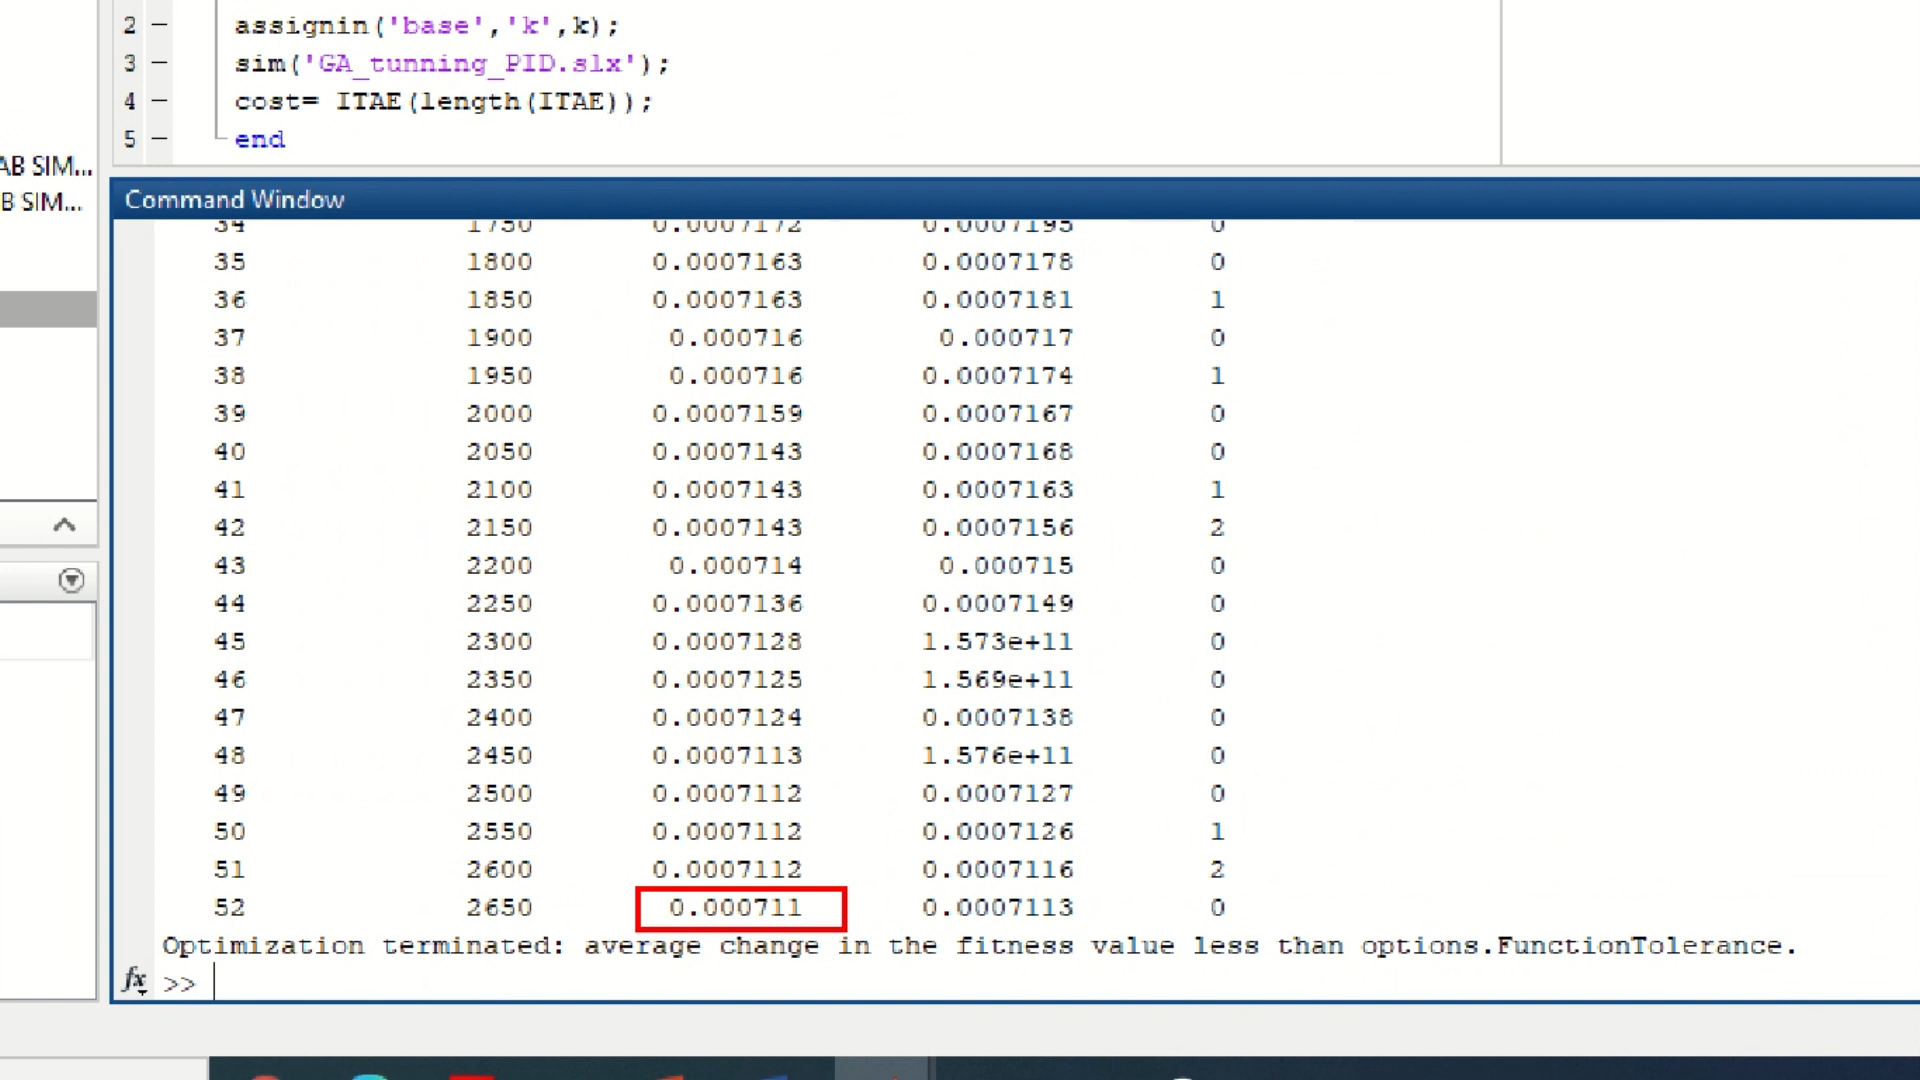 2 — assignin('base','k',k);
3 — sim('GA_tunning_PID.slx');
4 — cost= ITAE(length(ITAE));
5 — end
AB SIM...
B SIM...
Command Window
34 1750 0.0007172 0.0007195 0
35 1800 0.0007163 0.0007178 0
36 1850 0.0007163 0.0007181 1
37 1900 0.000716 0.000717 0
38 1950 0.000716 0.0007174 1
39 2000 0.0007159 0.0007167 0
40 2050 0.0007143 0.0007168 0
41 2100 0.0007143 0.0007163 1
42 2150 0.0007143 0.0007156 2
43 2200 0.000714 0.000715 0
44 2250 0.0007136 0.0007149 0
45 2300 0.0007128 1.573e+11 0
46 2350 0.0007125 1.569e+11 0
47 2400 0.0007124 0.0007138 0
48 2450 0.0007113 1.576e+11 0
49 2500 0.0007112 0.0007127 0
50 2550 0.0007112 0.0007126 1
51 2600 0.0007112 0.0007116 2
52 2650 0.000711 0.0007113 0
Optimization terminated: average change in the fitness value less than options.FunctionTolerance.
fx >>